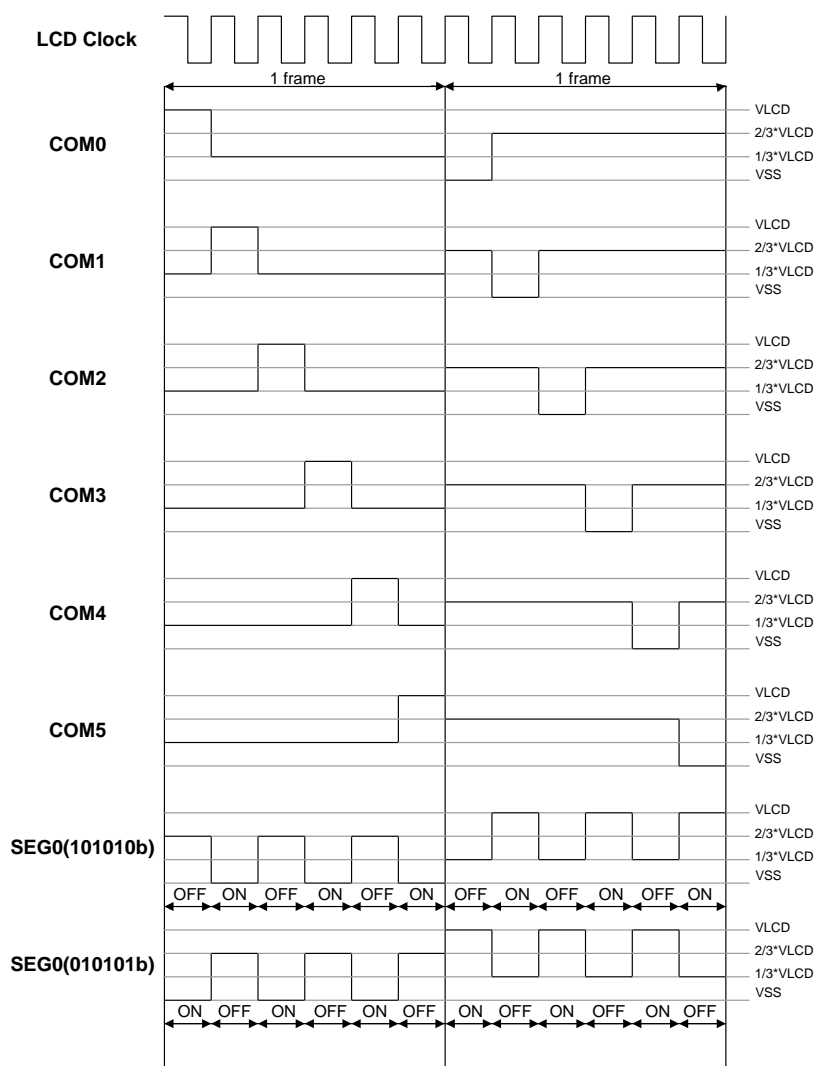 LCD Clock
1 frame 1 frame
VLCD
COM0 2/3*VLCD
1/3*VLCD
VSS
VLCD
COM1 2/3*VLCD
1/3*VLCD
VSS
VLCD
COM2 2/3*VLCD
1/3*VLCD
VSS
VLCD
COM3 2/3*VLCD
1/3*VLCD
VSS
VLCD
COM4 2/3*VLCD
1/3*VLCD
VSS
VLCD
COM5 2/3*VLCD
1/3*VLCD
VSS
VLCD
SEG0(101010b) 2/3*VLCD
1/3*VLCD
VSS
OFF ON OFF ON OFF ON OFF ON OFF ON OFF ON
VLCD
SEG0(010101b) 2/3*VLCD
1/3*VLCD
VSS
ON OFF ON OFF ON OFF ON OFF ON OFF ON OFF